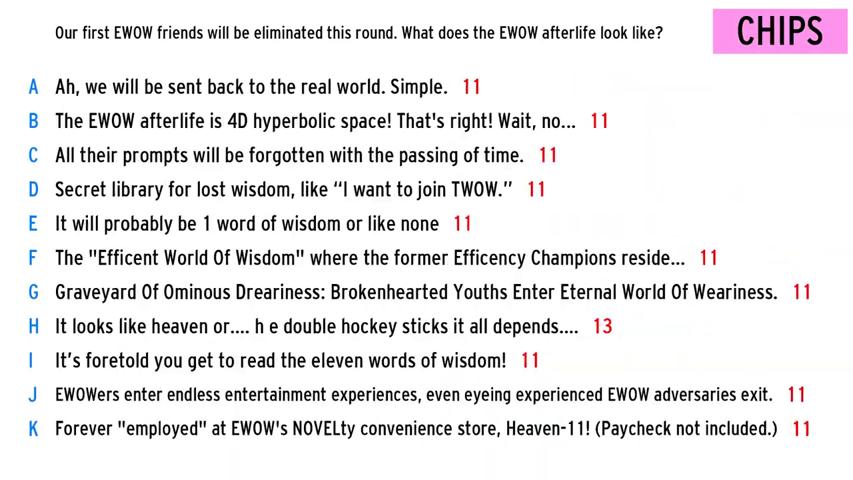 Our first EWOW friends will be eliminated this round. What does the EWOW afterlife look like?
CHIPS
A Ah, we will be sent back to the real world. Simple. 11
B The EWOW afterlife is 4D hyperbolic space! That's right! Wait, no... 11
C All their prompts will be forgotten with the passing of time. 11
D Secret library for lost wisdom, like “I want to join TWOW.” 11
E It will probably be 1 word of wisdom or like none 11
F The "Efficent World Of Wisdom" where the former Efficency Champions reside... 11
G Graveyard Of Ominous Dreariness: Brokenhearted Youths Enter Eternal World Of Weariness. 11
H It looks like heaven or.... h e double hockey sticks it all depends.... 13
I It’s foretold you get to read the eleven words of wisdom! 11
J EWOWers enter endless entertainment experiences, even eyeing experienced EWOW adversaries exit. 11
K Forever "employed" at EWOW's NOVELty convenience store, Heaven-11! (Paycheck not included.) 11